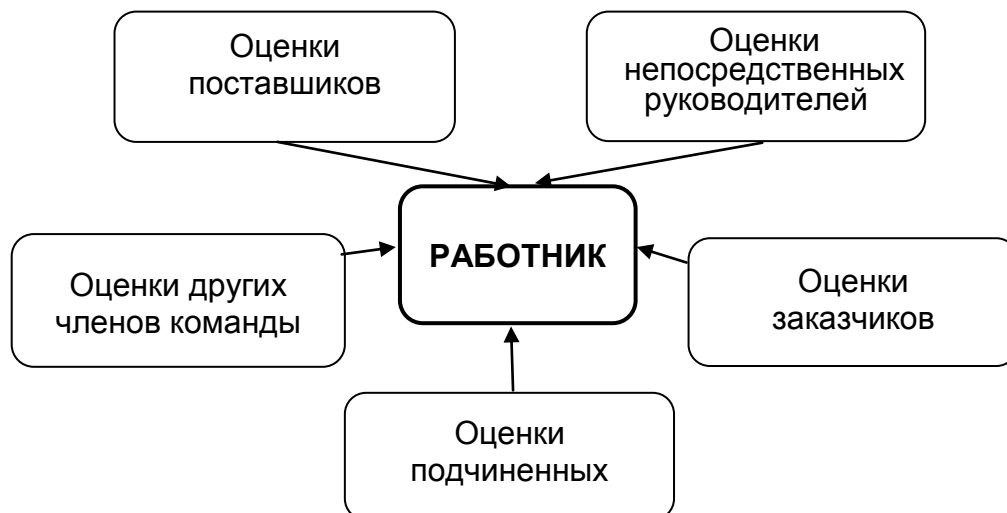 Оценки
поставшиков
Оценки
непосредственных
руководителей
РАБОТНИК
Оценки других
членов команды
Оценки
заказчиков
Оценки
подчиненных